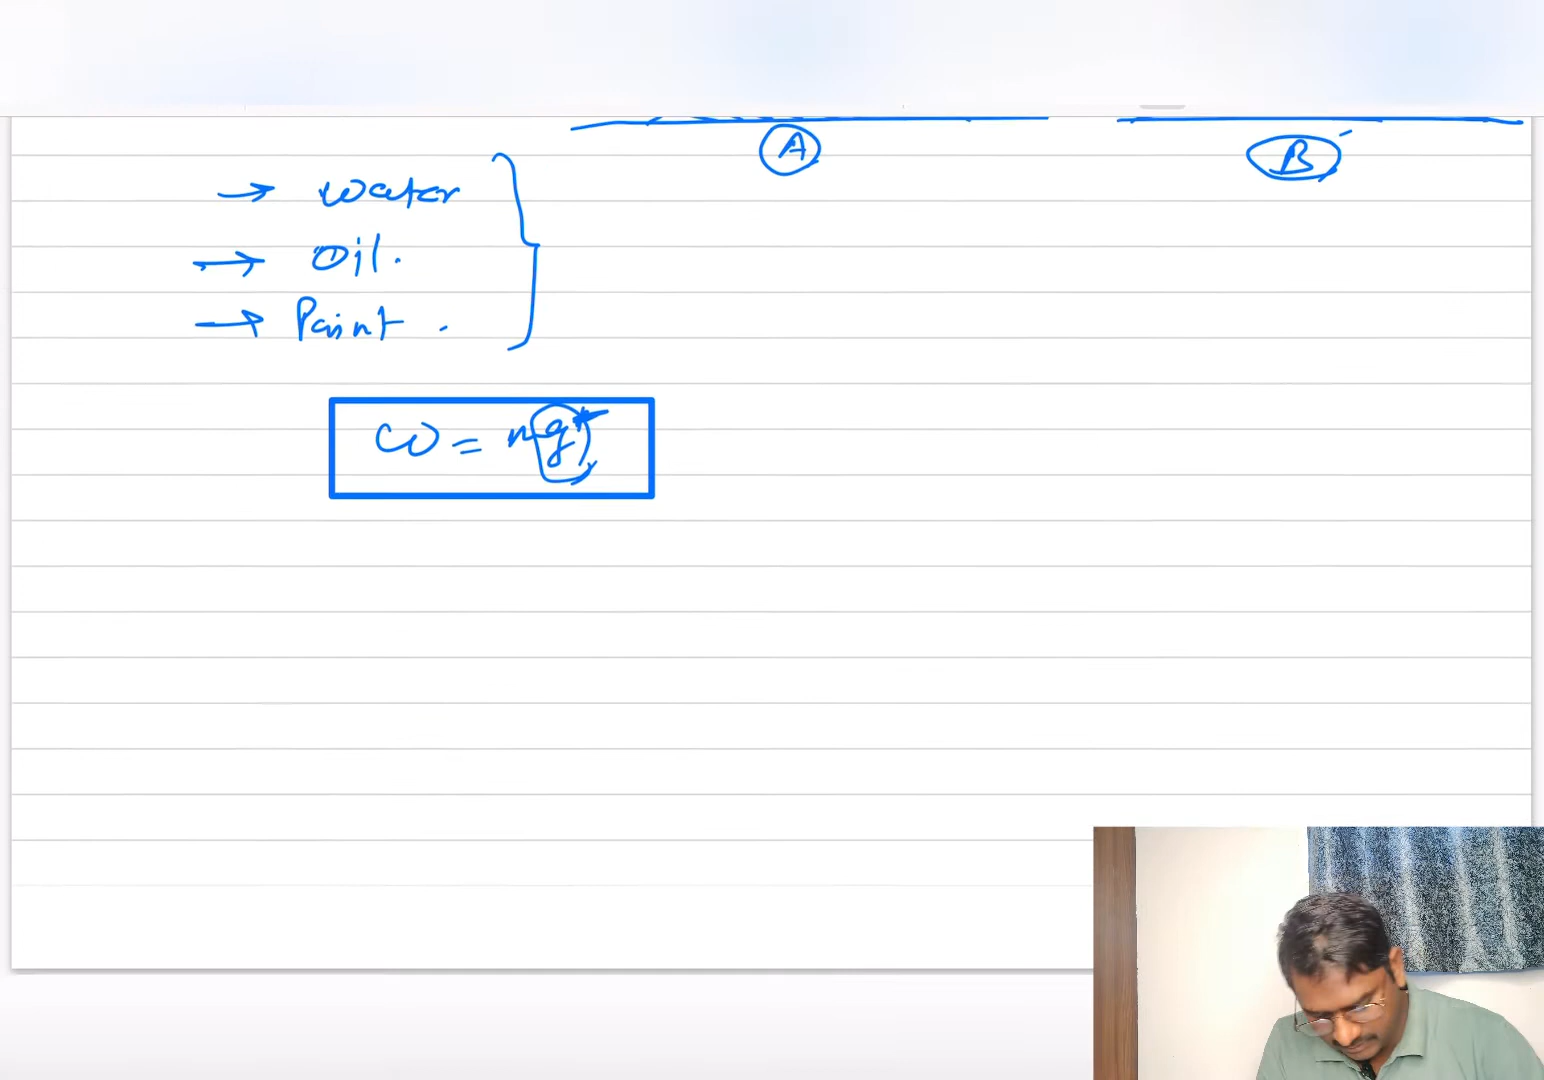 A B
→ water
→ Oil.
→ Paint .
W = mg